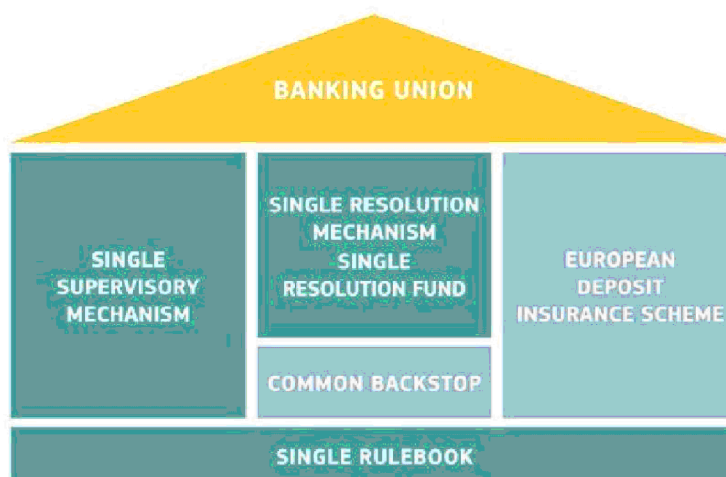 BANKING UNION
SINGLE
SUPERVISORY
MECHANISM
SINGLE RESOLUTION
MECHANISM
SINGLE
RESOLUTION FUND
COMMON BACKSTOP
EUROPEAN
DEPOSIT
INSURANCE SCHEME
SINGLE RULEBOOK